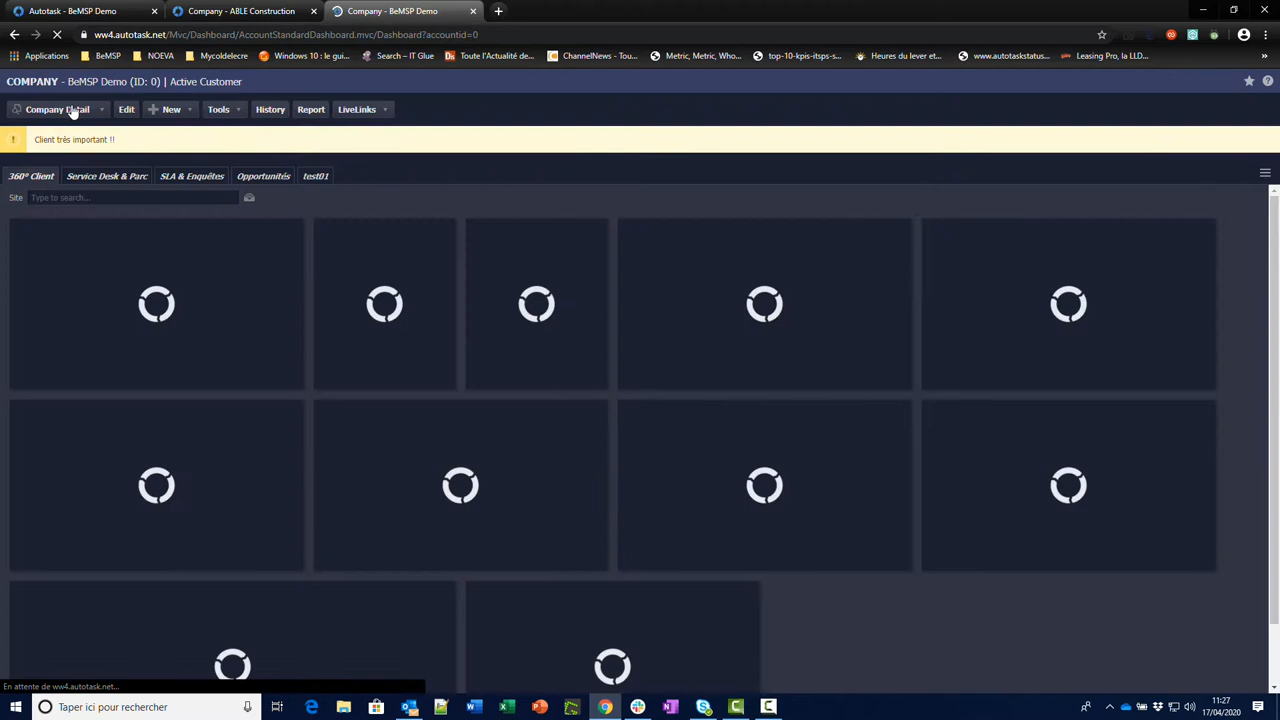 Autotask - BeMSP Demo
Company - ABLE Construction
Company - BeMSP Demo
ww4.autotask.net/Mvc/Dashboard/AccountStandardDashboard.mvc/Dashboard?accountid=0
Applications
BeMSP
NOEVA
Mycoldelecre
Windows 10 : le gui...
Search – IT Glue
Toute l'Actualité de...
ChannelNews - Tou...
Metric, Metric, Who...
top-10-kpis-itsps-s...
Heures du lever et...
www.autotaskstatus...
Leasing Pro, la LLD...
COMPANY - BeMSP Demo (ID: 0) | Active Customer
Company Detail
Edit
New
Tools
History
Report
LiveLinks
Client très important !!
360° Client
Service Desk & Parc
SLA & Enquêtes
Opportunités
test01
Site
Type to search...
En attente de ww4.autotask.net...
Taper ici pour rechercher
11:27
17/04/2020